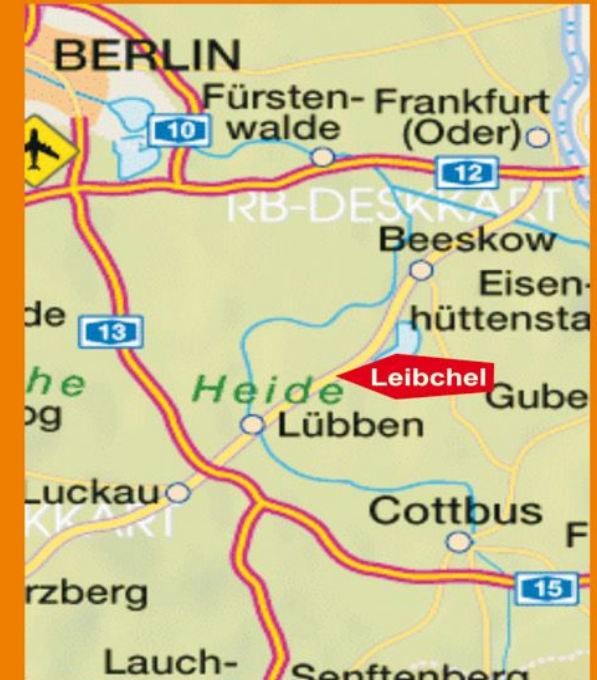 BERLIN
Fürsten-
walde
Frankfurt
(Oder)
10
12
RB-DESKKART
Beeskow
Eisen-
hüttensta
de
13
he
Heide
Leibchel
Gube
og
Lübben
Luckau
KKART
Cottbus
F
15
rzberg
Lauch-
Senftenberg